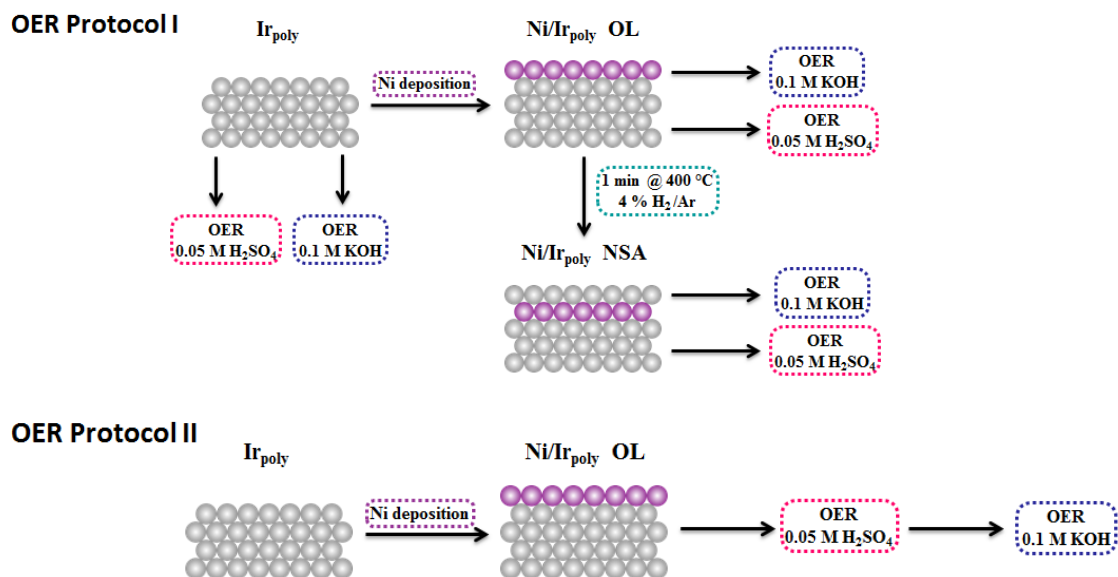 OER Protocol I
Ir_poly
Ni/Ir_poly OL
Ni deposition
OER
0.1 M KOH
OER
0.05 M H₂SO₄
1 min @ 400 °C
4 % H₂/Ar
OER
0.05 M H₂SO₄
OER
0.1 M KOH
Ni/Ir_poly NSA
OER
0.1 M KOH
OER
0.05 M H₂SO₄
OER Protocol II
Ir_poly
Ni/Ir_poly OL
Ni deposition
OER
0.05 M H₂SO₄
OER
0.1 M KOH